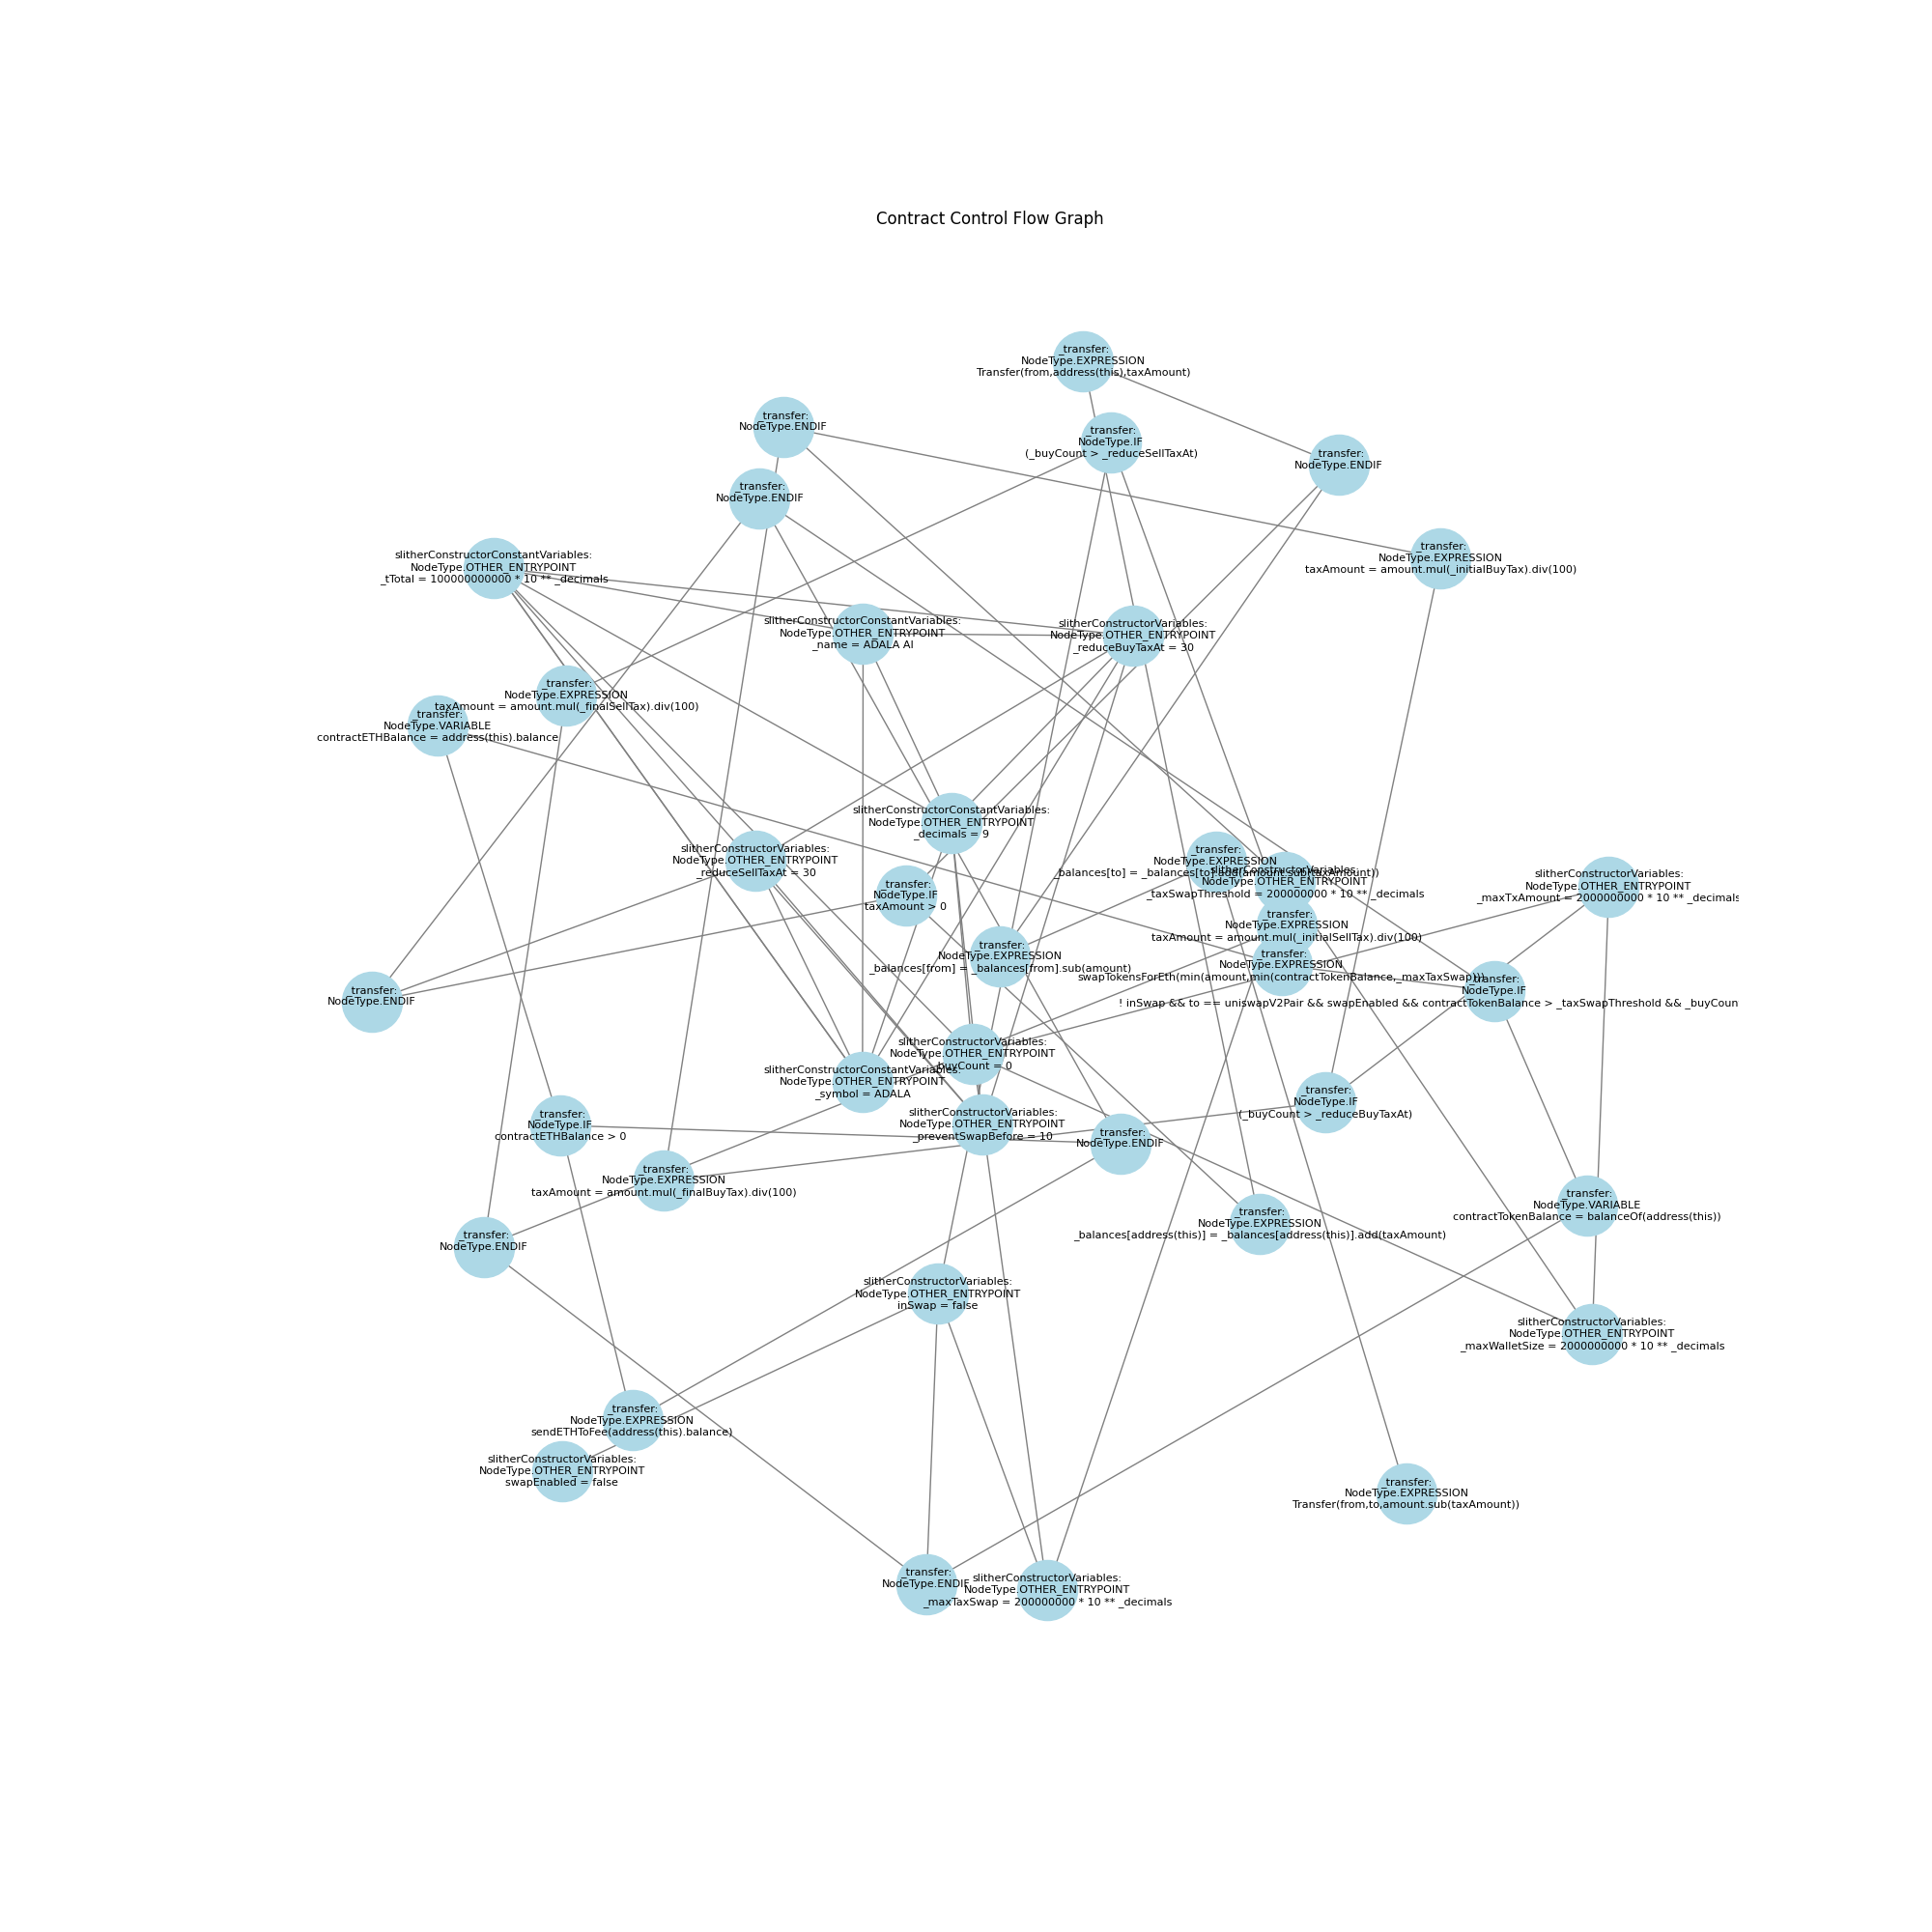 Contract Control Flow Graph
_transfer:
NodeType.EXPRESSION
Transfer(from,address(this),taxAmount)
_transfer:
NodeType.ENDIF
_transfer:
NodeType.IF
(_buyCount > _reduceSellTaxAt)
_transfer:
NodeType.ENDIF
_transfer:
NodeType.ENDIF
_transfer:
NodeType.EXPRESSION
taxAmount = amount.mul(_initialBuyTax).div(100)
slitherConstructorConstantVariables:
NodeType.OTHER_ENTRYPOINT
_tTotal = 100000000000 * 10 ** _decimals
slitherConstructorConstantVariables:
NodeType.OTHER_ENTRYPOINT
_name = ADALA AI
slitherConstructorVariables:
NodeType.OTHER_ENTRYPOINT
_reduceBuyTaxAt = 30
_transfer:
NodeType.EXPRESSION
taxAmount = amount.mul(_finalSellTax).div(100)
_transfer:
NodeType.VARIABLE
contractETHBalance = address(this).balance
slitherConstructorConstantVariables:
NodeType.OTHER_ENTRYPOINT
_decimals = 9
slitherConstructorVariables:
NodeType.OTHER_ENTRYPOINT
_reduceSellTaxAt = 30
_transfer:
NodeType.EXPRESSION
_balances[to] = _balances[to].add(amount.sub(taxAmount))
slitherConstructorVariables:
NodeType.OTHER_ENTRYPOINT
_taxSwapThreshold = 200000000 * 10 ** _decimals
slitherConstructorVariables:
NodeType.OTHER_ENTRYPOINT
_maxTxAmount = 2000000000 * 10 ** _decimals
_transfer:
NodeType.IF
taxAmount > 0
_transfer:
NodeType.EXPRESSION
taxAmount = amount.mul(_initialSellTax).div(100)
_transfer:
NodeType.EXPRESSION
_balances[from] = _balances[from].sub(amount)
_transfer:
NodeType.EXPRESSION
swapTokensForEth(min(amount,min(contractTokenBalance,_maxTaxSwap)))
_transfer:
NodeType.IF
! inSwap && to == uniswapV2Pair && swapEnabled && contractTokenBalance > _taxSwapThreshold && _buyCoun
_transfer:
NodeType.ENDIF
slitherConstructorVariables:
NodeType.OTHER_ENTRYPOINT
_buyCount = 0
slitherConstructorConstantVariables:
NodeType.OTHER_ENTRYPOINT
_symbol = ADALA
_transfer:
NodeType.IF
(_buyCount > _reduceBuyTaxAt)
_transfer:
NodeType.IF
contractETHBalance > 0
slitherConstructorVariables:
NodeType.OTHER_ENTRYPOINT
_preventSwapBefore = 10
_transfer:
NodeType.ENDIF
_transfer:
NodeType.EXPRESSION
taxAmount = amount.mul(_finalBuyTax).div(100)
_transfer:
NodeType.VARIABLE
contractTokenBalance = balanceOf(address(this))
_transfer:
NodeType.EXPRESSION
_balances[address(this)] = _balances[address(this)].add(taxAmount)
_transfer:
NodeType.ENDIF
slitherConstructorVariables:
NodeType.OTHER_ENTRYPOINT
inSwap = false
slitherConstructorVariables:
NodeType.OTHER_ENTRYPOINT
_maxWalletSize = 2000000000 * 10 ** _decimals
_transfer:
NodeType.EXPRESSION
sendETHToFee(address(this).balance)
slitherConstructorVariables:
NodeType.OTHER_ENTRYPOINT
swapEnabled = false
_transfer:
NodeType.EXPRESSION
Transfer(from,to,amount.sub(taxAmount))
_transfer:
NodeType.ENDIF
slitherConstructorVariables:
NodeType.OTHER_ENTRYPOINT
_maxTaxSwap = 200000000 * 10 ** _decimals